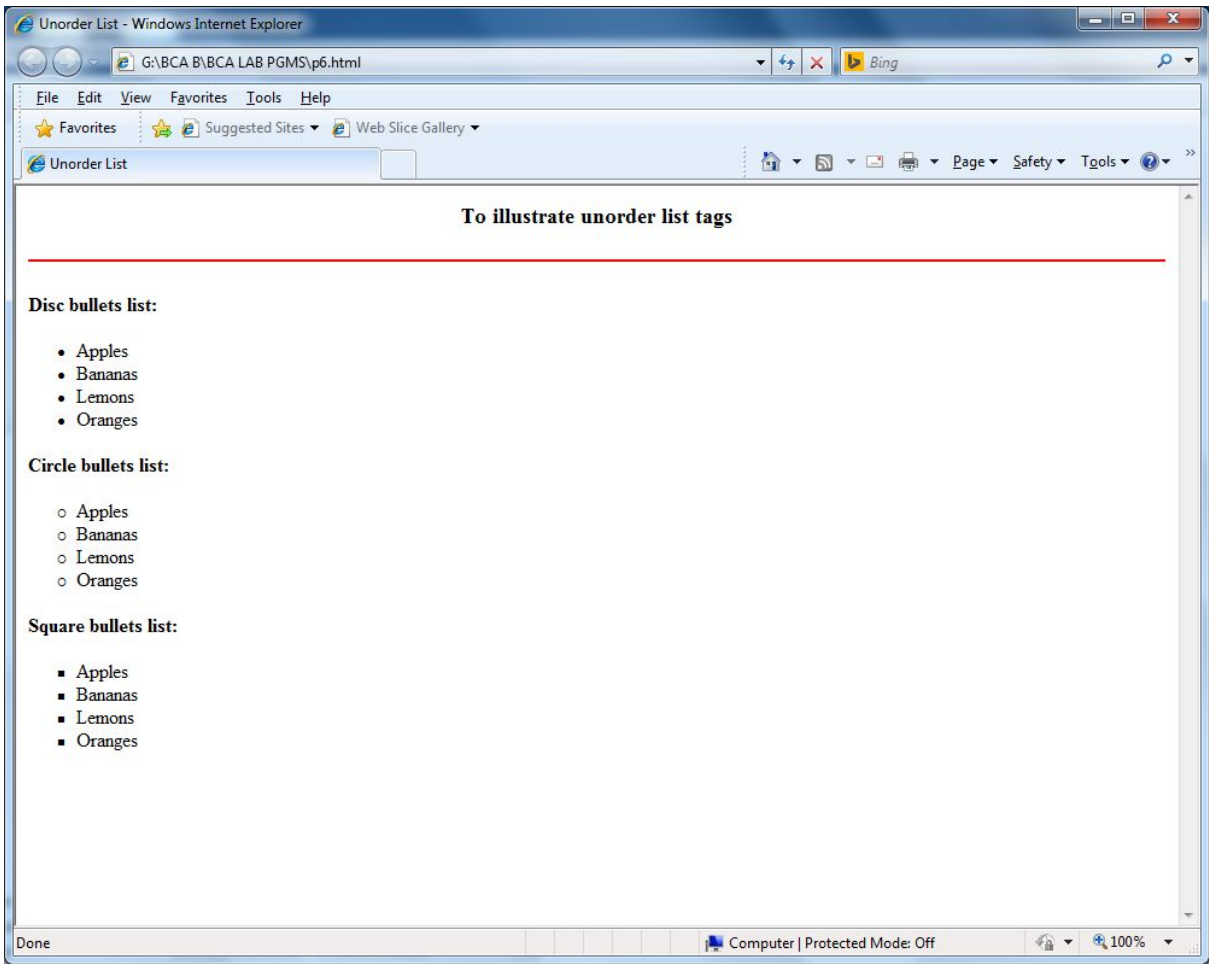 Unorder List - Windows Internet Explorer
G:\BCA B\BCA LAB PGMS\p6.html Bing
File Edit View Favorites Tools Help
Favorites Suggested Sites Web Slice Gallery
Unorder List Page Safety Tools
To illustrate unorder list tags
Disc bullets list:
Apples
Bananas
Lemons
Oranges
Circle bullets list:
Apples
Bananas
Lemons
Oranges
Square bullets list:
Apples
Bananas
Lemons
Oranges
Done Computer | Protected Mode: Off 100%